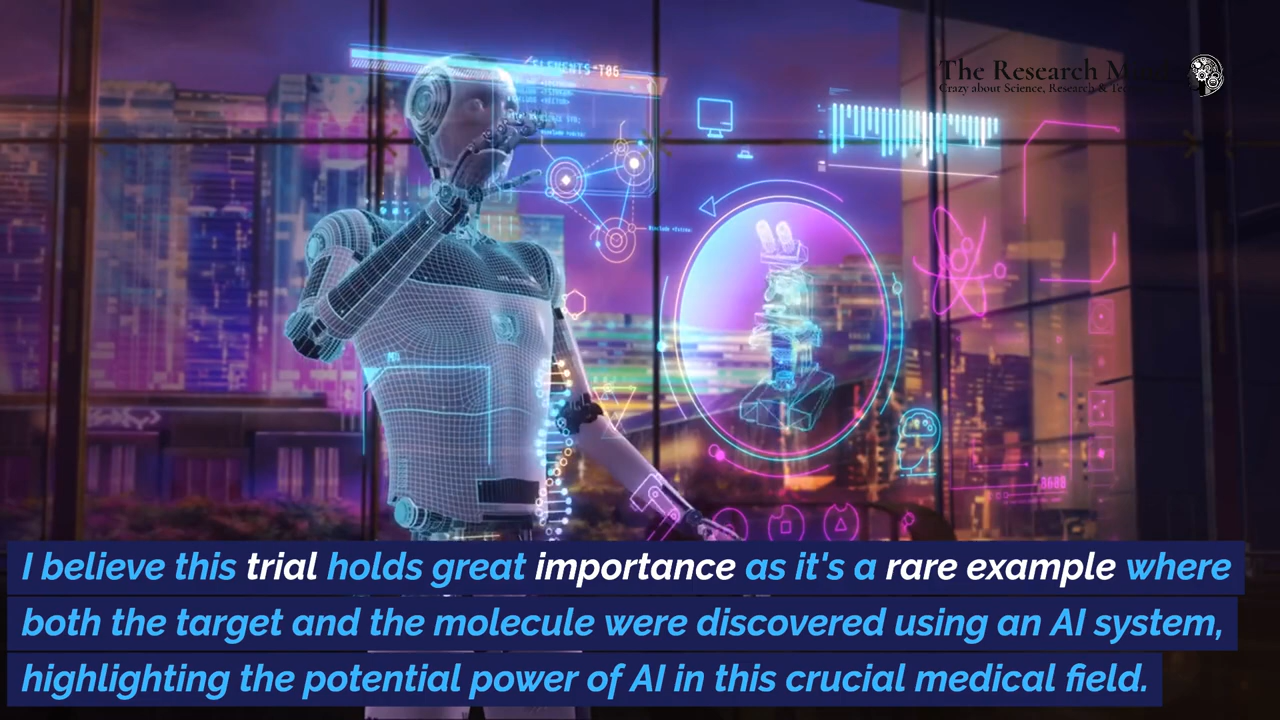 The Research M
Crazy about Science, Research & Tec
ELEMENTS-T86
I believe this trial holds great importance as it's a rare example where
both the target and the molecule were discovered using an AI system,
highlighting the potential power of AI in this crucial medical field.